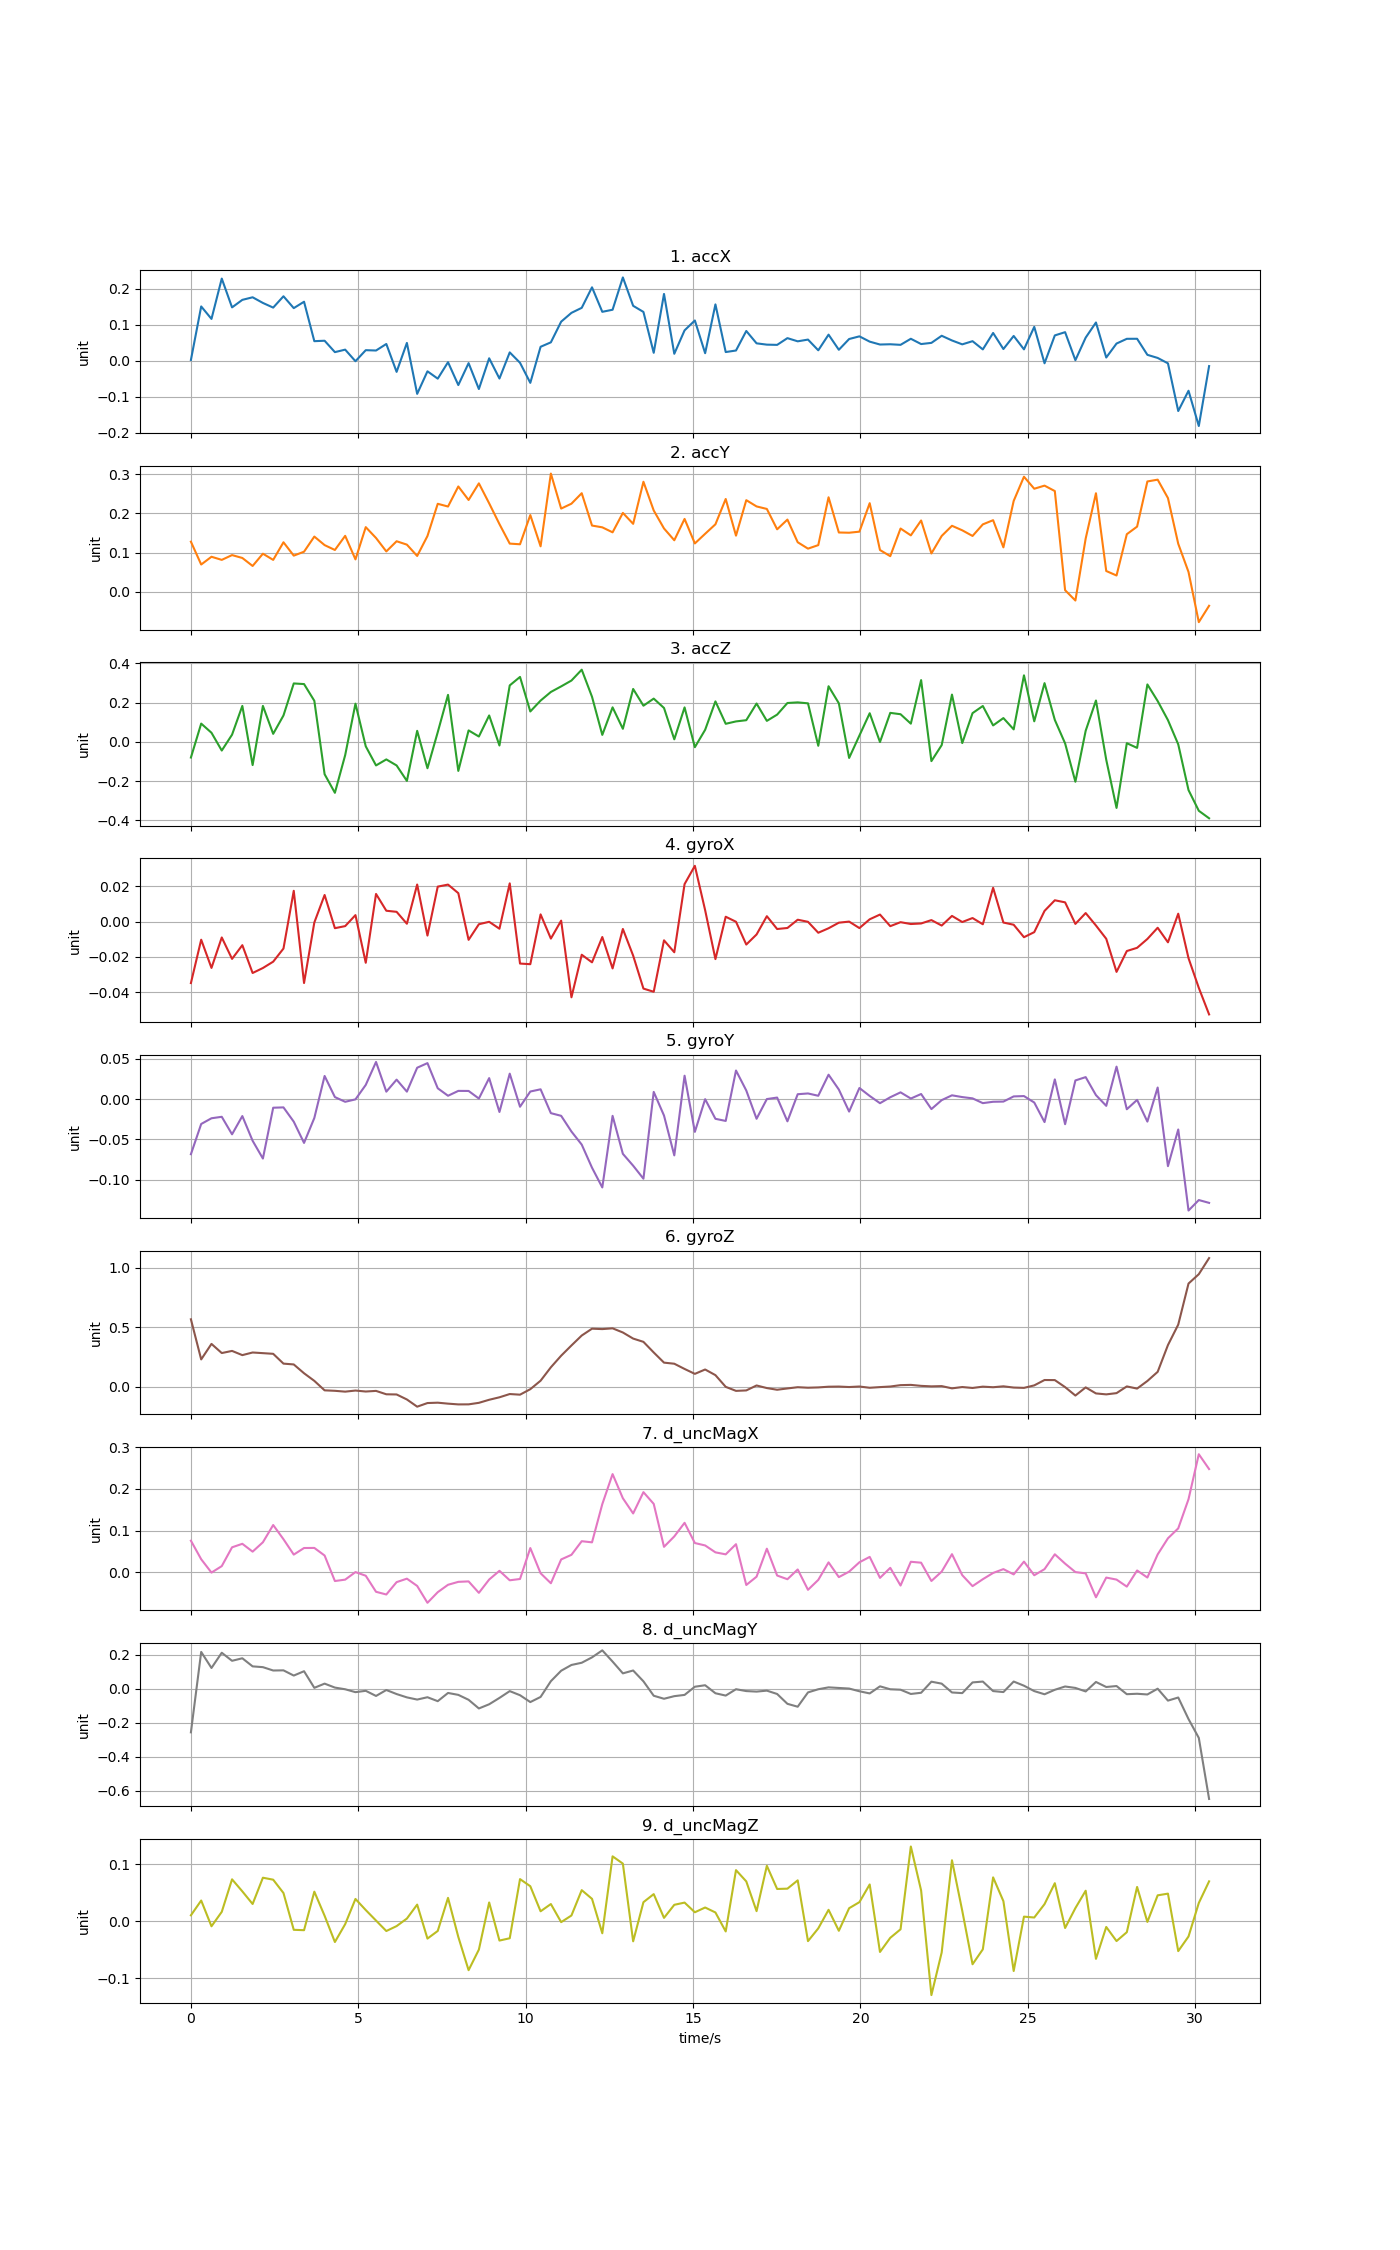 1. accX
0.2
0.1
0.0
−0.1
−0.2
unit
2. accY
0.3
0.2
0.1
0.0
unit
3. accZ
0.4
0.2
0.0
−0.2
−0.4
unit
4. gyroX
0.02
0.00
−0.02
−0.04
unit
5. gyroY
0.05
0.00
−0.05
−0.10
unit
6. gyroZ
1.0
0.5
0.0
unit
7. d_uncMagX
0.3
0.2
0.1
0.0
unit
8. d_uncMagY
0.2
0.0
−0.2
−0.4
−0.6
unit
9. d_uncMagZ
0.1
0.0
−0.1
unit
0 5 10 15 20 25 30
time/s